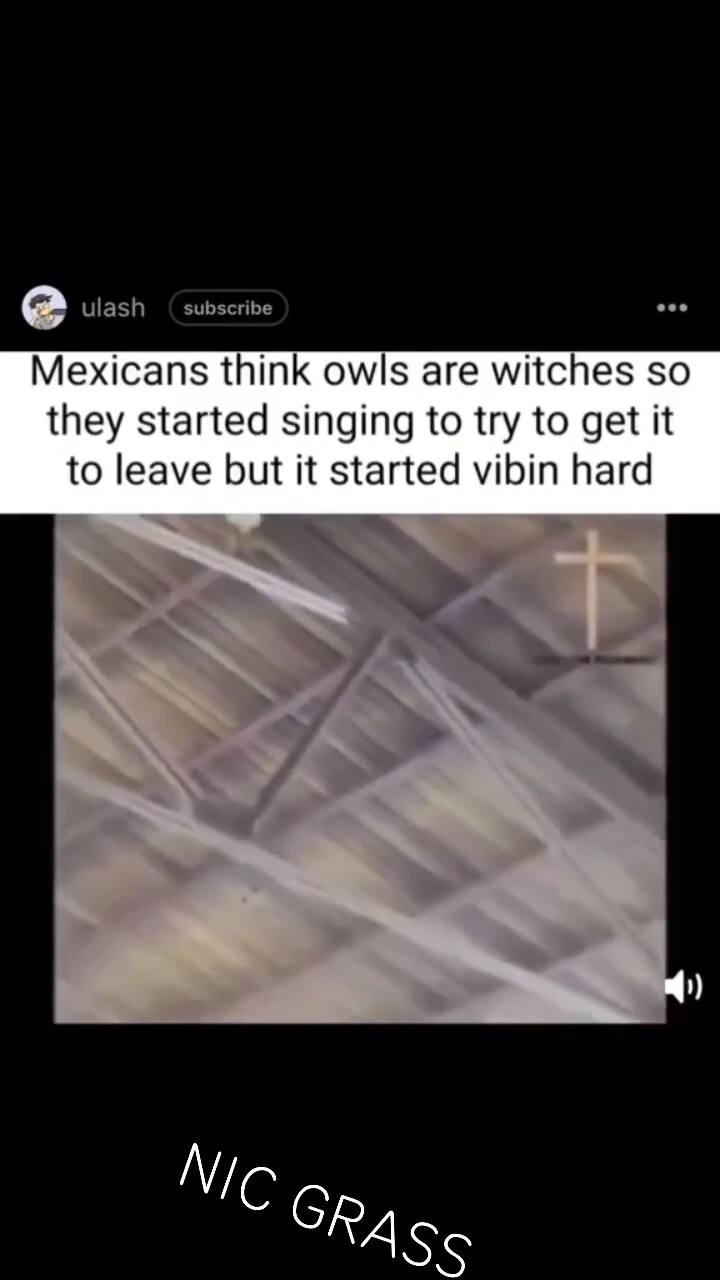 ulash
subscribe
Mexicans think owls are witches so
they started singing to try to get it
to leave but it started vibin hard
NIC GRASS